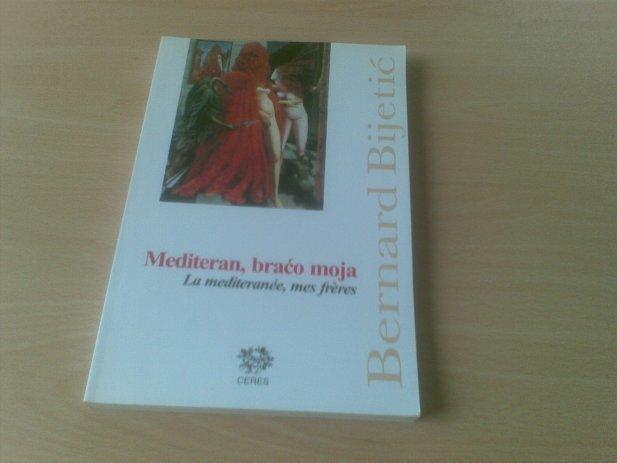 Bernard Bijetić
Mediteran, braćo moja
La mediteranée, mes frères
CERES